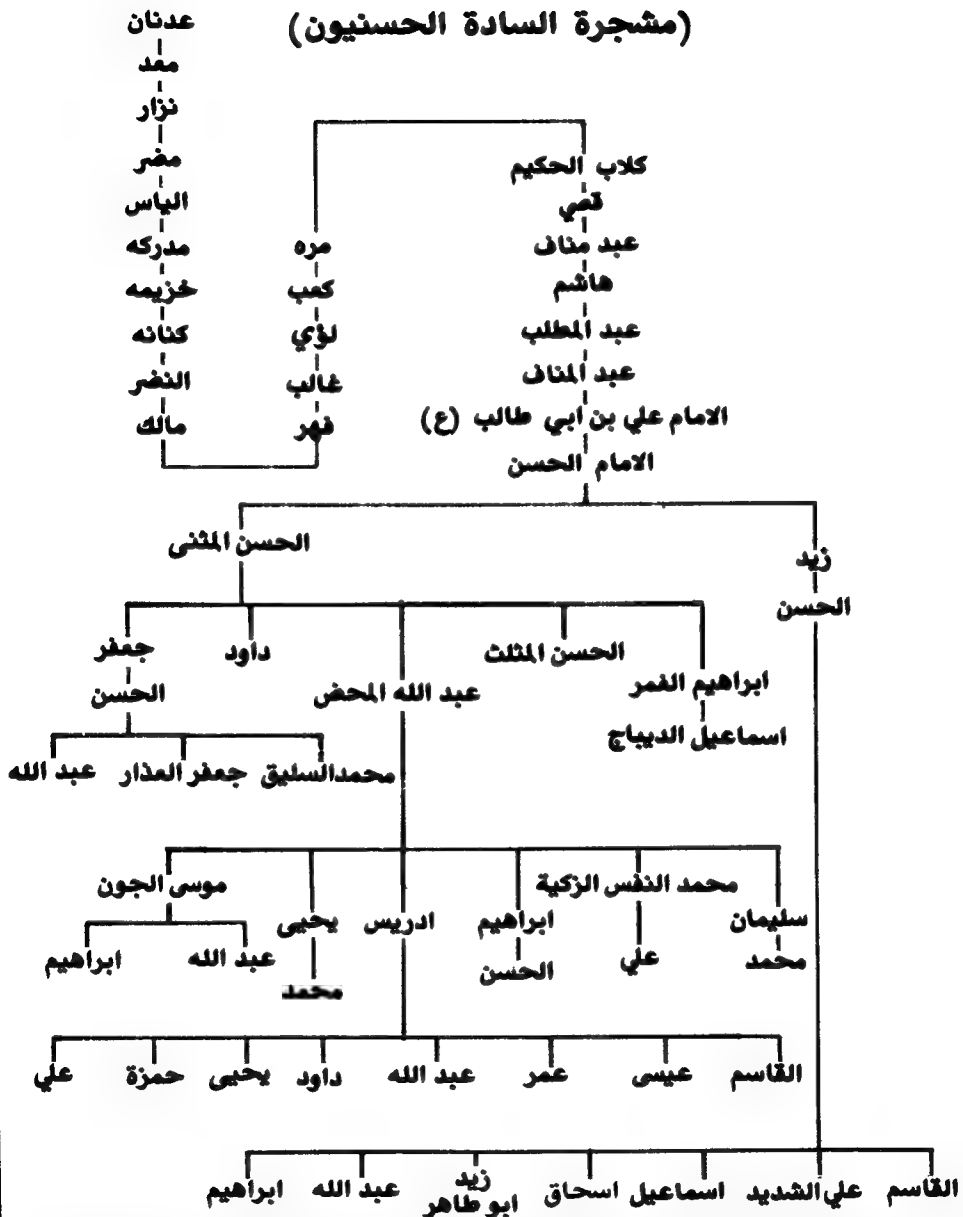 (مشجرة السادة الحسنيون)
عدنان
معد
نزار
مضر
الياس
مدركه
خزيمه
كنانه
النضر
مالك
مره
كعب
لؤي
غالب
فهر
كلاب الحكيم
قصي
عبد مناف
هاشم
عبد المطلب
عبد المناف
الامام علي بن ابي طالب (ع)
الامام الحسن
زيد
الحسن
الحسن المثنى
ابراهيم الغمر
اسماعيل الديباج
الحسن المثلث
عبد الله المحض
داود
جعفر
الحسن
محمد السليق جعفر العذار عبد الله
سليمان
محمد
محمد النفس الزكية
علي
ابراهيم
الحسن
ادريس
يحيى
محمد
موسى الجون
عبد الله ابراهيم
القاسم عيسى عمر عبد الله داود يحيى حمزة علي
القاسم علي الشديد اسماعيل اسحاق زيد ابو طاهر عبد الله ابراهيم